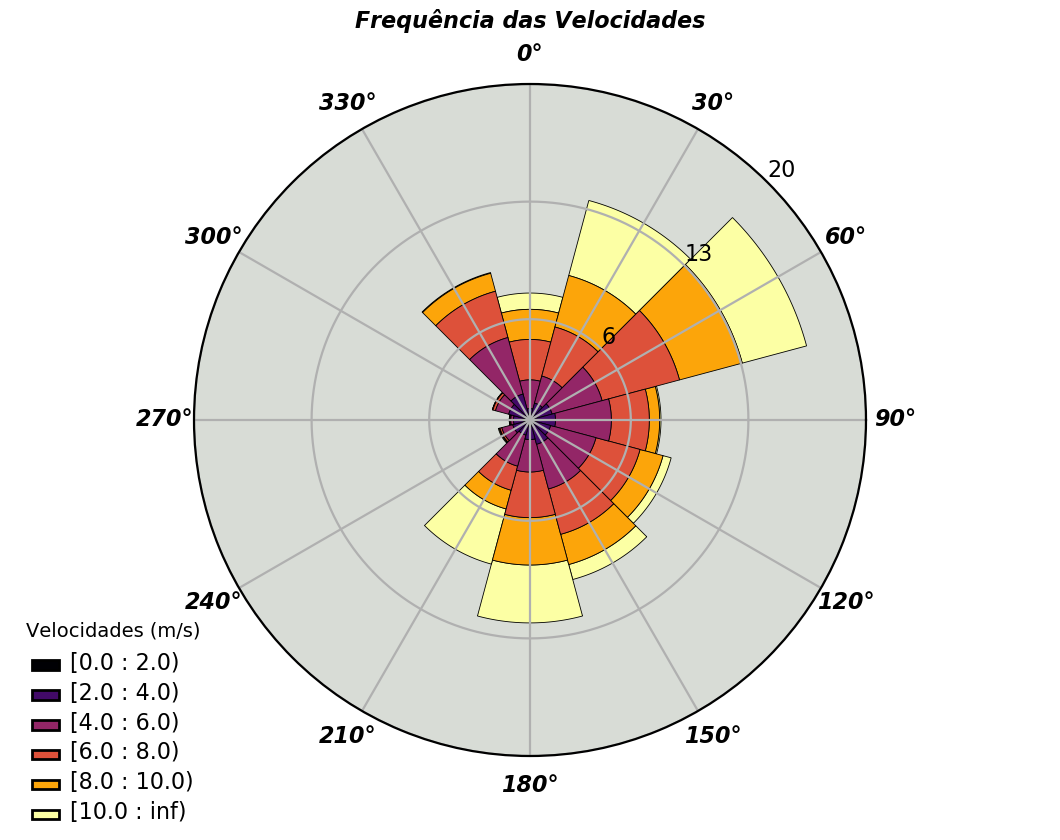 Frequência das Velocidades
0°
330°
30°
20
300°
60°
13
6
270°
90°
240°
120°
Velocidades (m/s)
[0.0 : 2.0)
[2.0 : 4.0)
[4.0 : 6.0)
210°
150°
[6.0 : 8.0)
[8.0 : 10.0)
180°
[10.0 : inf)